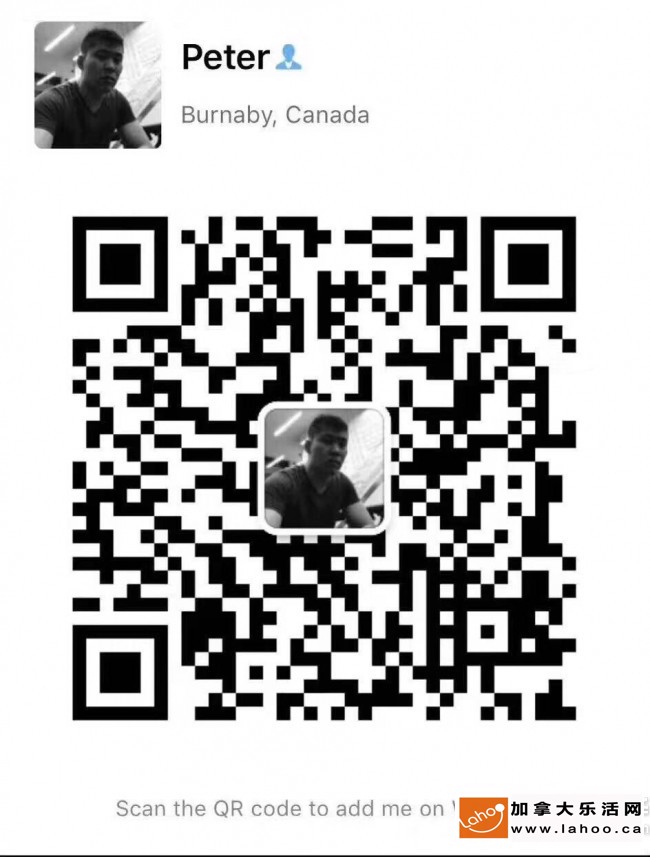 Peter
Burnaby, Canada
Scan the QR code to add me on
Lahoo
加拿大乐活网
www.lahoo.ca